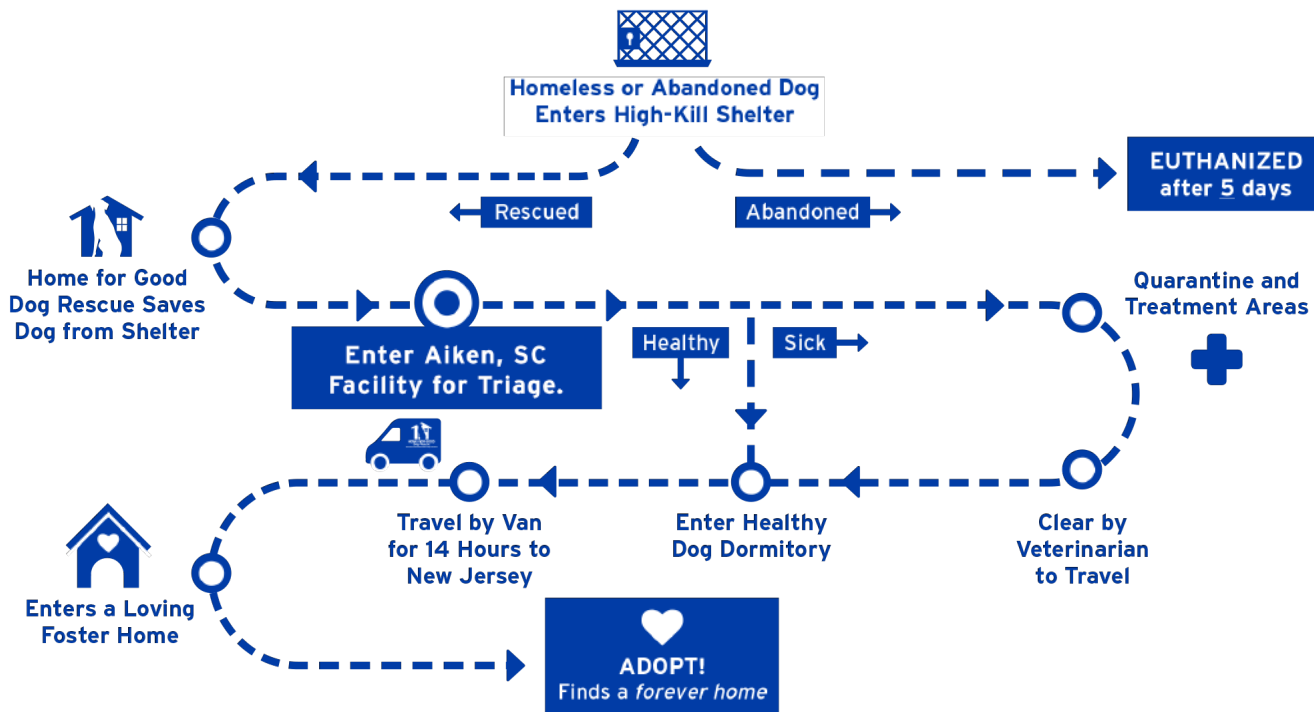 Homeless or Abandoned Dog
Enters High-Kill Shelter
EUTHANIZED
after 5 days
Rescued
Abandoned
Home for Good
Dog Rescue Saves
Dog from Shelter
Quarantine and
Treatment Areas
Healthy
Sick
Enter Aiken, SC
Facility for Triage.
Travel by Van
for 14 Hours to
New Jersey
Enter Healthy
Dog Dormitory
Clear by
Veterinarian
to Travel
Enters a Loving
Foster Home
ADOPT!
Finds a forever home